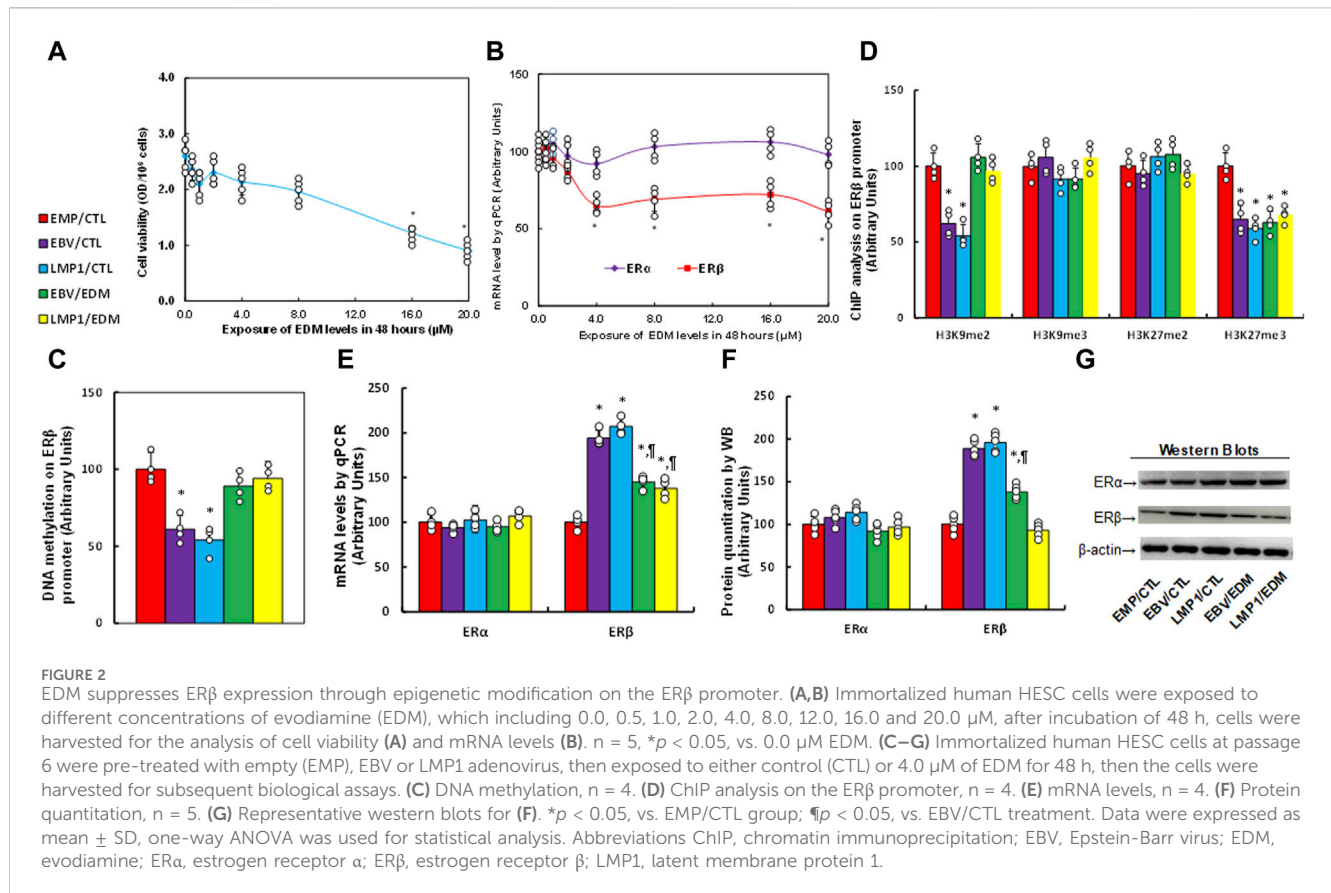 A
Cell viability (OD/10⁶ cells)
4.0
3.0
2.0
1.0
0.0
0.0
4.0
8.0
12.0
16.0
20.0
*
*
Exposure of EDM levels in 48 hours (µM)
EMP/CTL
EBV/CTL
LMP1/CTL
EBV/EDM
LMP1/EDM
B
mRNA level by qPCR (Arbitrary Units)
150
100
50
0
ERα
ERβ
*
*
*
*
0.0
4.0
8.0
12.0
16.0
20.0
Exposure of EDM levels in 48 hours (µM)
D
ChIP analysis on ERβ promoter
(Arbitrary Units)
150
100
50
0
*
*
*
*
*
*
H3K9me2
H3K9me3
H3K27me2
H3K27me3
C
DNA methylation on ERβ
promoter (Arbitrary Units)
150
100
50
0
*
*
E
mRNA levels by qPCR
(Arbitrary Units)
250
200
150
100
50
0
*
*
*,¶
*,¶
ERα
ERβ
F
Protein quantitation by WB
(Arbitrary Units)
250
200
150
100
50
0
*
*
*,¶
ERα
ERβ
G
Western Blots
ERα→
ERβ→
β-actin→
EMP/CTL
EBV/CTL
LMP1/CTL
EBV/EDM
LMP1/EDM
FIGURE 2
EDM suppresses ERβ expression through epigenetic modification on the ERβ promoter. (A,B) Immortalized human HESC cells were exposed to
different concentrations of evodiamine (EDM), which including 0.0, 0.5, 1.0, 2.0, 4.0, 8.0, 12.0, 16.0 and 20.0 µM, after incubation of 48 h, cells were
harvested for the analysis of cell viability (A) and mRNA levels (B). n = 5, *p < 0.05, vs. 0.0 µM EDM. (C–G) Immortalized human HESC cells at passage
6 were pre-treated with empty (EMP), EBV or LMP1 adenovirus, then exposed to either control (CTL) or 4.0 µM of EDM for 48 h, then the cells were
harvested for subsequent biological assays. (C) DNA methylation, n = 4. (D) ChIP analysis on the ERβ promoter, n = 4. (E) mRNA levels, n = 4. (F) Protein
quantitation, n = 5. (G) Representative western blots for (F). *p < 0.05, vs. EMP/CTL group; ¶p < 0.05, vs. EBV/CTL treatment. Data were expressed as
mean ± SD, one-way ANOVA was used for statistical analysis. Abbreviations ChIP, chromatin immunoprecipitation; EBV, Epstein-Barr virus; EDM,
evodiamine; ERα, estrogen receptor α; ERβ, estrogen receptor β; LMP1, latent membrane protein 1.